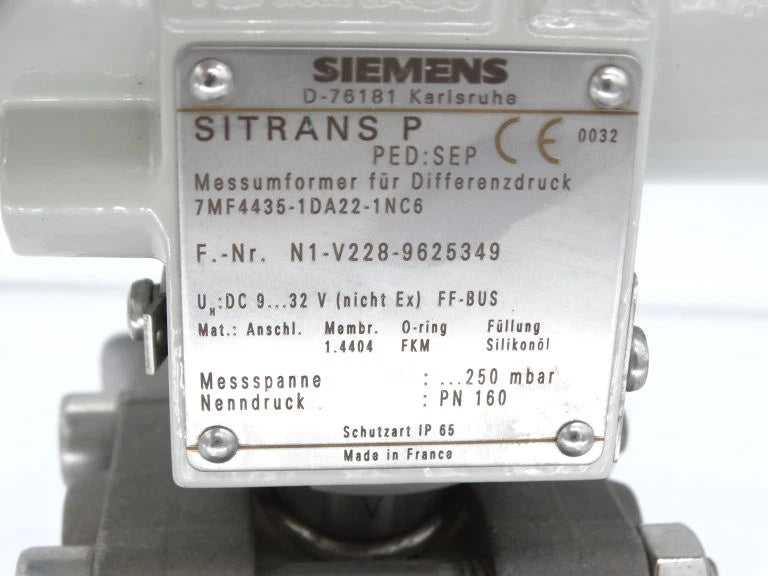 SIEMENS
D-76181 Karlsruhe
SITRANS P
PED:SEP CE 0032
Messumformer für Differenzdruck
7MF4435-1DA22-1NC6
F.-Nr. N1-V228-9625349
UH:DC 9...32 V (nicht Ex) FF-BUS
Mat.: Anschl. Membr. O-ring Füllung
1.4404 FKM Silikonöl
Messspanne : ...250 mbar
Nenndruck : PN 160
Schutzart IP 65
Made in France